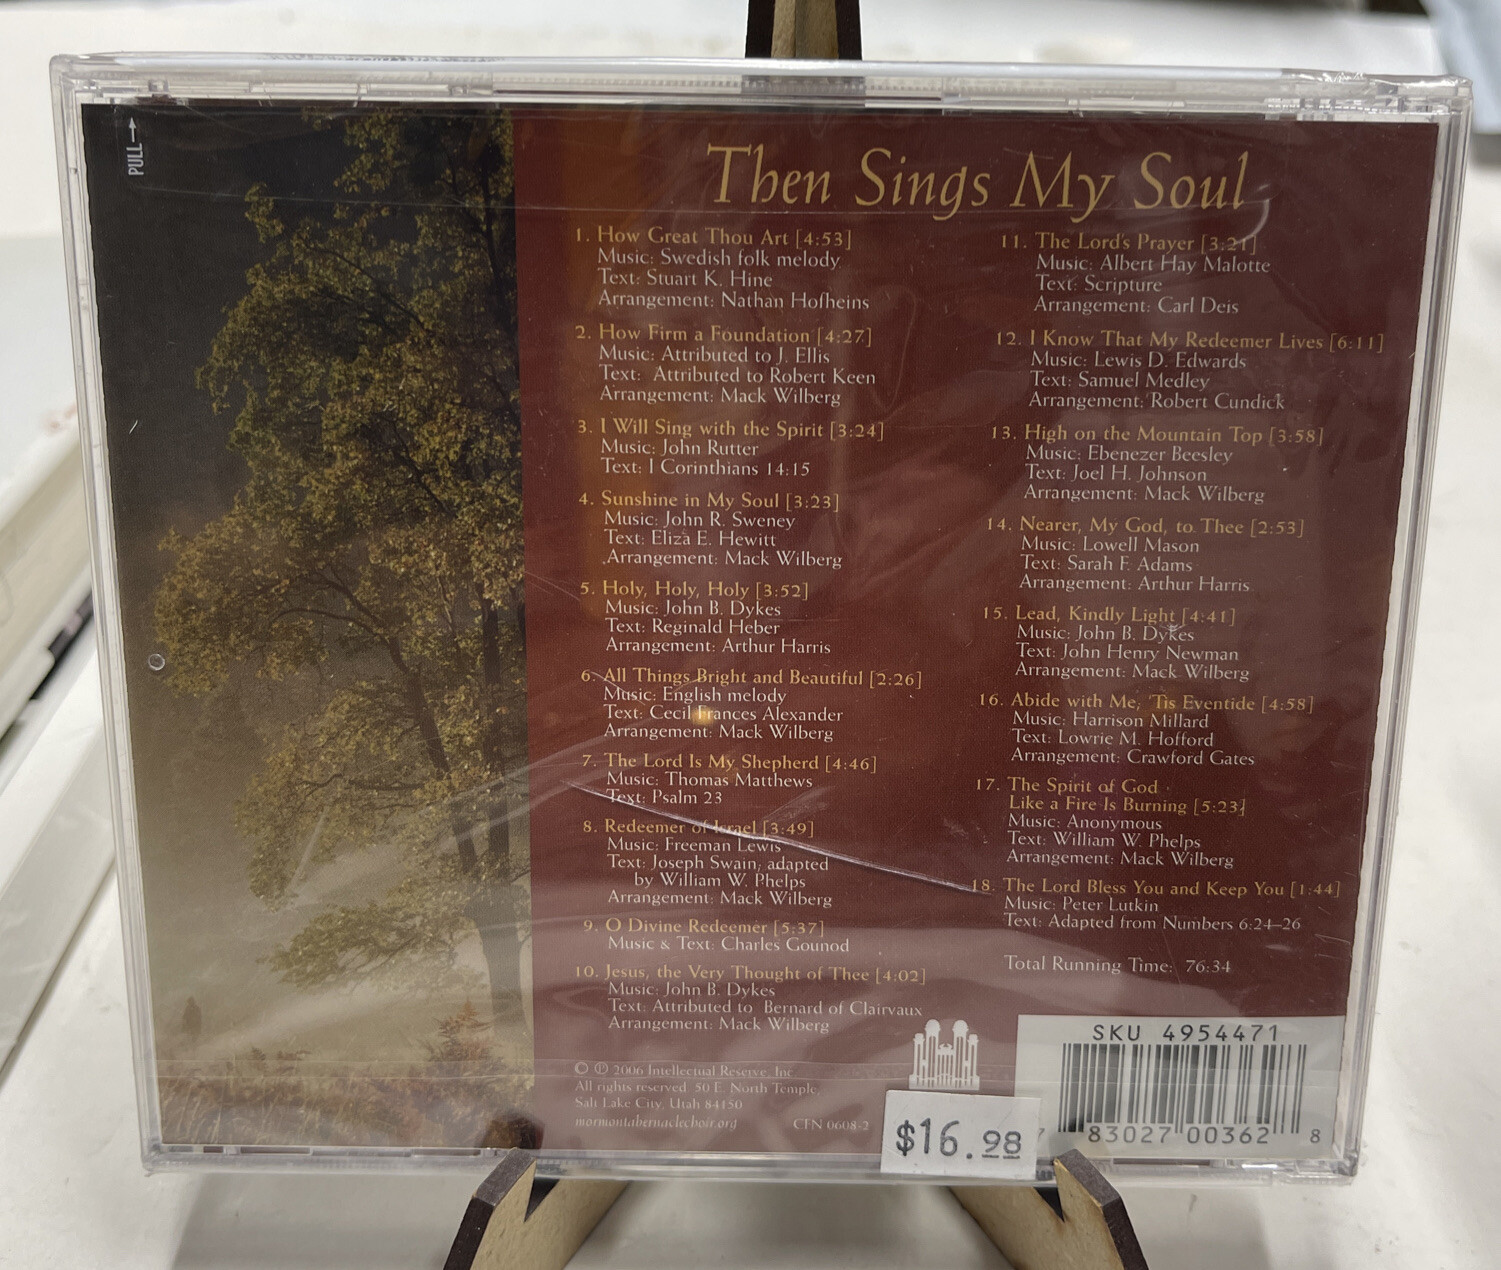 PULL→
Then Sings My Soul
1. How Great Thou Art [4:53]
Music: Swedish folk melody
Text: Stuart K. Hine
Arrangement: Nathan Hofheins
2. How Firm a Foundation [4:27]
Music: Attributed to J. Ellis
Text: Attributed to Robert Keen
Arrangement: Mack Wilberg
3. I Will Sing with the Spirit [3:24]
Music: John Rutter
Text: I Corinthians 14:15
4. Sunshine in My Soul [3:23]
Music: John R. Sweney
Text: Eliza E. Hewitt
Arrangement: Mack Wilberg
5. Holy, Holy, Holy [3:52]
Music: John B. Dykes
Text: Reginald Heber
Arrangement: Arthur Harris
6. All Things Bright and Beautiful [2:26]
Music: English melody
Text: Cecil Frances Alexander
Arrangement: Mack Wilberg
7. The Lord Is My Shepherd [4:46]
Music: Thomas Matthews
Text: Psalm 23
8. Redeemer of Israel [3:49]
Music: Freeman Lewis
Text: Joseph Swain; adapted
by William W. Phelps
Arrangement: Mack Wilberg
9. O Divine Redeemer [5:37]
Music & Text: Charles Gounod
10. Jesus, the Very Thought of Thee [4:02]
Music: John B. Dykes
Text: Attributed to Bernard of Clairvaux
Arrangement: Mack Wilberg
11. The Lord's Prayer [3:21]
Music: Albert Hay Malotte
Text: Scripture
Arrangement: Carl Deis
12. I Know That My Redeemer Lives [6:11]
Music: Lewis D. Edwards
Text: Samuel Medley
Arrangement: Robert Cundick
13. High on the Mountain Top [3:58]
Music: Ebenezer Beesley
Text: Joel H. Johnson
Arrangement: Mack Wilberg
14. Nearer, My God, to Thee [2:53]
Music: Lowell Mason
Text: Sarah F. Adams
Arrangement: Arthur Harris
15. Lead, Kindly Light [4:41]
Music: John B. Dykes
Text: John Henry Newman
Arrangement: Mack Wilberg
16. Abide with Me; 'Tis Eventide [4:58]
Music: Harrison Millard
Text: Lowrie M. Hofford
Arrangement: Crawford Gates
17. The Spirit of God
Like a Fire Is Burning [5:23]
Music: Anonymous
Text: William W. Phelps
Arrangement: Mack Wilberg
18. The Lord Bless You and Keep You [1:44]
Music: Peter Lutkin
Text: Adapted from Numbers 6:24–26
Total Running Time: 76:34
© ℗ 2006 Intellectual Reserve, Inc.
All rights reserved. 50 E. North Temple,
Salt Lake City, Utah 84150
mormontabernaclechoir.org CFN 0608-2
$16.98
SKU 4954471
7 83027 00362 8